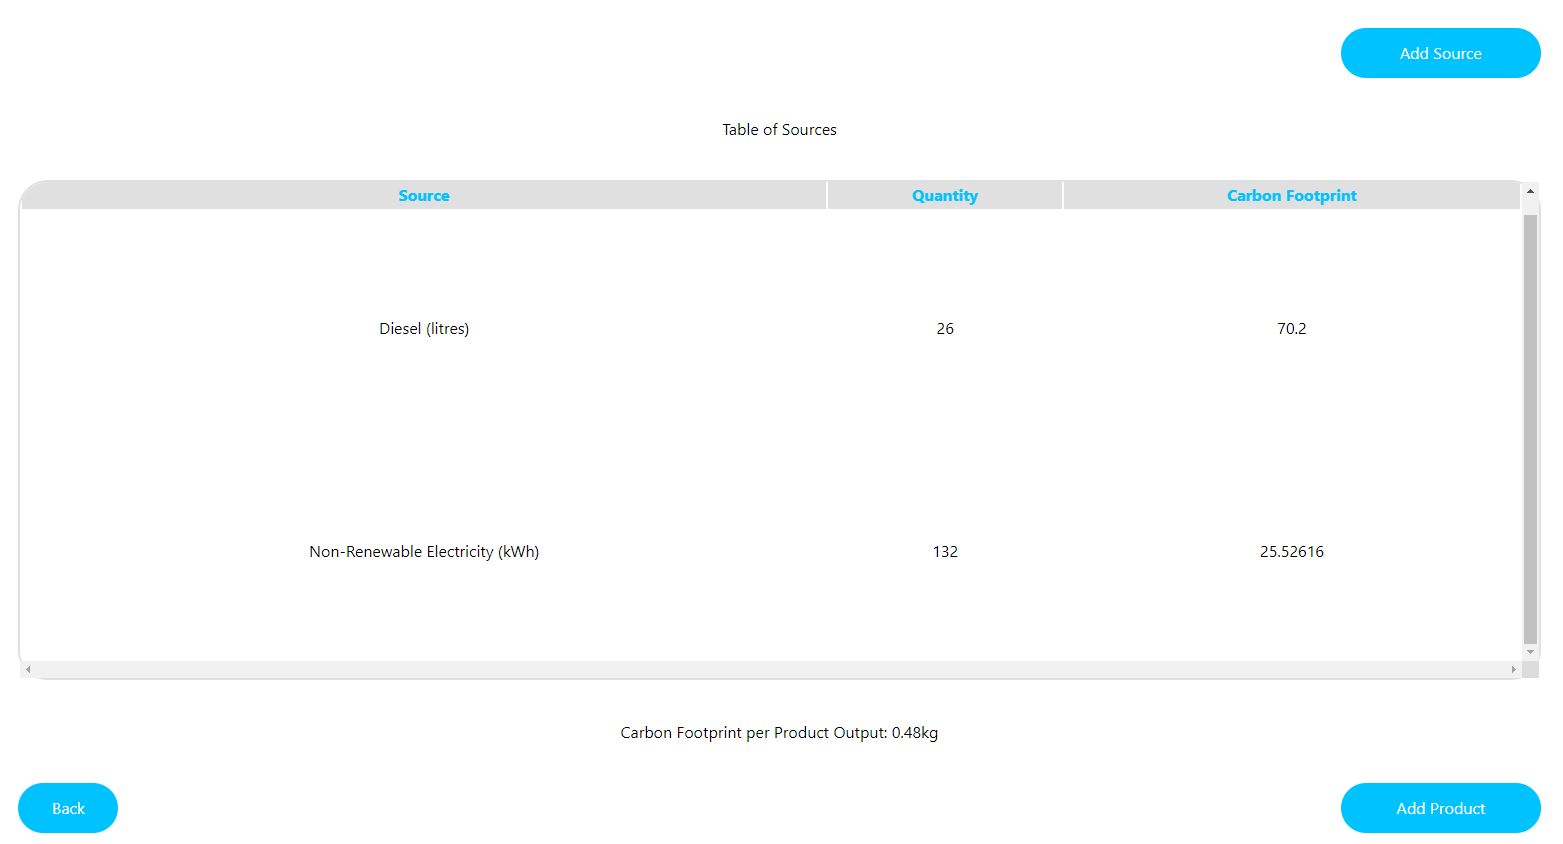 Add Source
Table of Sources
Source Quantity Carbon Footprint
Diesel (litres) 26 70.2
Non-Renewable Electricity (kWh) 132 25.52616
Carbon Footprint per Product Output: 0.48kg
Back Add Product